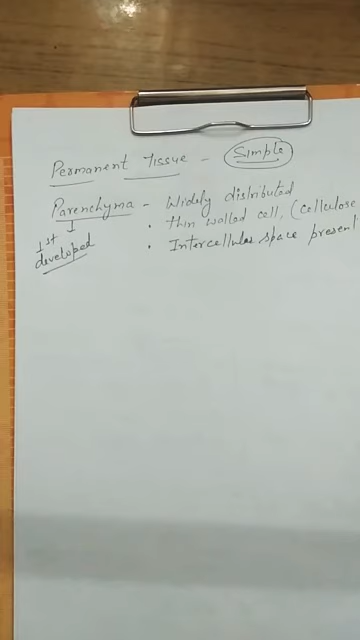 Permanent Tissue - Simple
Parenchyma - Widely distributed
• Thin walled cell, (Cellulose
• Intercellular space present
1st
developed